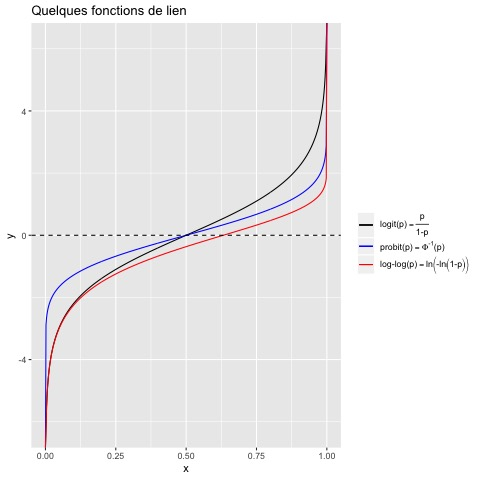 Quelques fonctions de lien
y
4
0
-4
0.00 0.25 0.50 0.75 1.00
x
logit(p) = p/1-p
probit(p) = Φ⁻¹(p)
log-log(p) = ln(-ln(1-p))